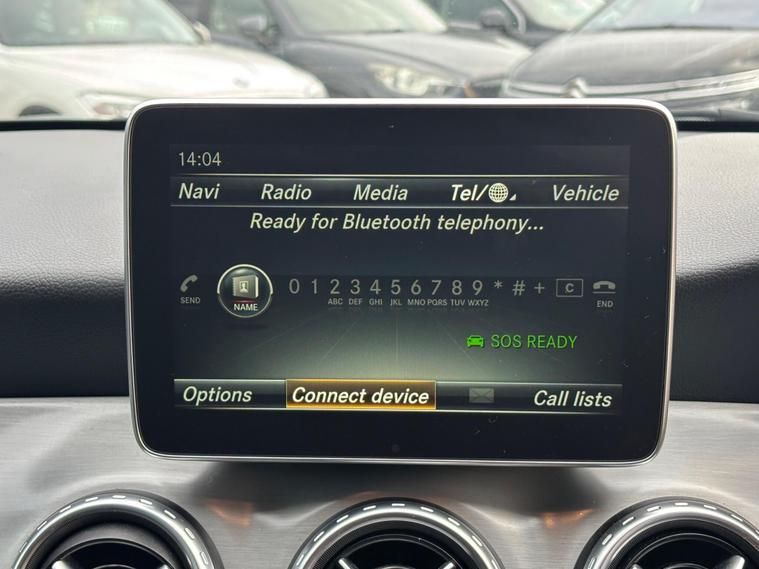 14:04
Navi Radio Media Tel/ Vehicle
Ready for Bluetooth telephony...
SEND NAME 0 1 2 3 4 5 6 7 8 9 * # + C END
ABC DEF GHI JKL MNO PQRS TUV WXYZ
SOS READY
Options Connect device Call lists